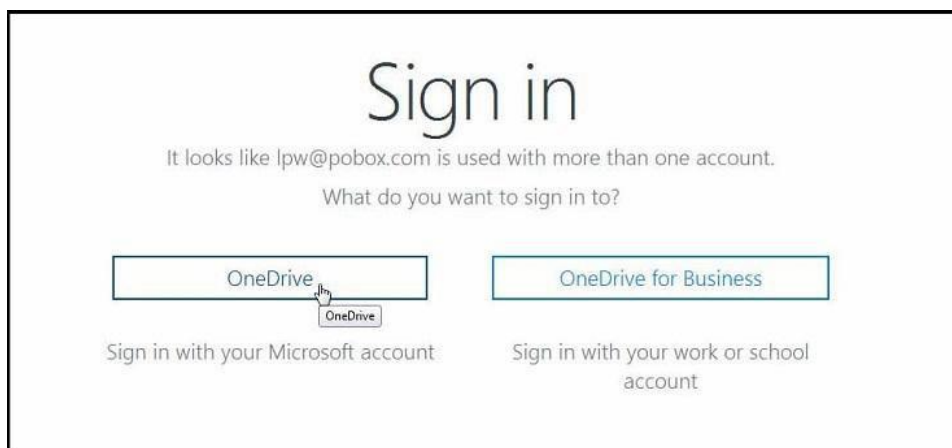 Sign in
It looks like lpw@pobox.com is used with more than one account.
What do you want to sign in to?
OneDrive
OneDrive for Business
OneDrive
Sign in with your Microsoft account
Sign in with your work or school
account